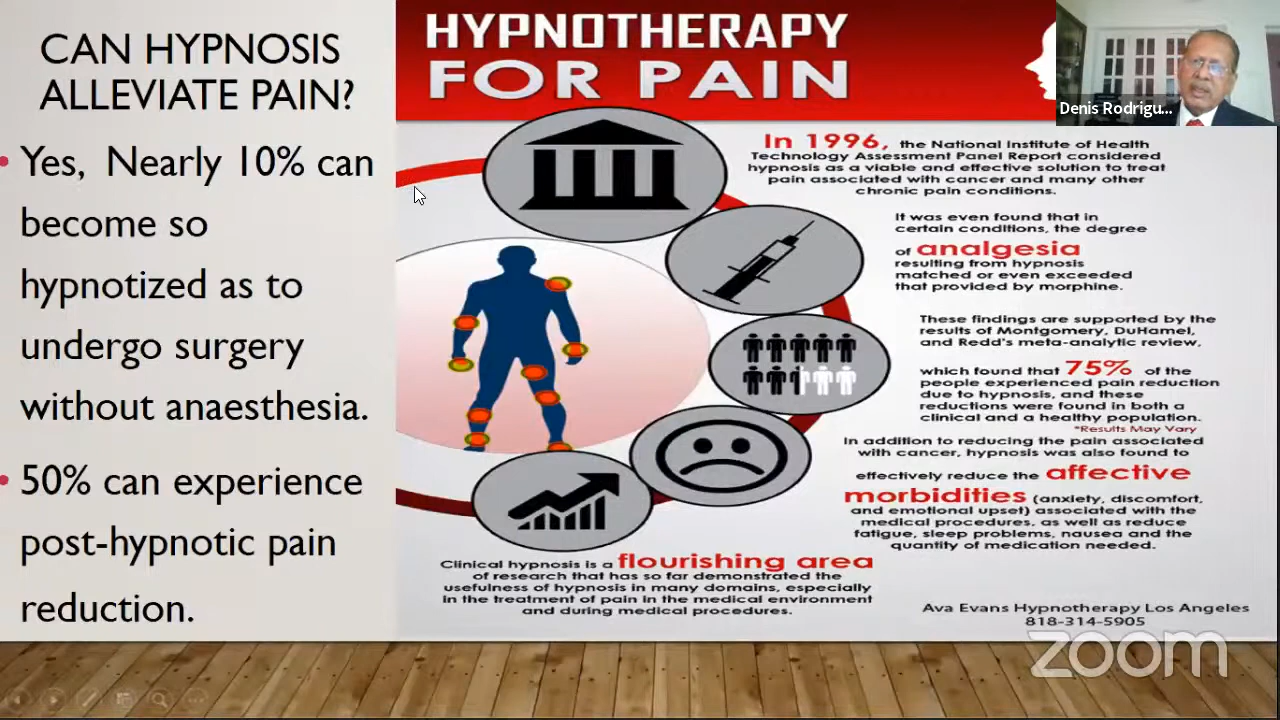 CAN HYPNOSIS
ALLEVIATE PAIN?
• Yes, Nearly 10% can
become so
hypnotized as to
undergo surgery
without anaesthesia.
• 50% can experience
post-hypnotic pain
reduction.
HYPNOTHERAPY
FOR PAIN
Denis Rodrigu...
In 1996, the National Institute of Health
Technology Assessment Panel Report considered
hypnosis as a viable and effective solution to treat
pain associated with cancer and many other
chronic pain conditions.
It was even found that in
certain conditions, the degree
of analgesia
resulting from hypnosis
matched or even exceeded
that provided by morphine.
These findings are supported by the
results of Montgomery, DuHamel,
and Redd's meta-analytic review,
which found that 75% of the
people experienced pain reduction
due to hypnosis, and these
reductions were found in both a
clinical and a healthy population.
*Results May Vary
In addition to reducing the pain associated
with cancer, hypnosis was also found to
effectively reduce the affective
morbidities (anxiety, discomfort,
and emotional upset) associated with the
medical procedures, as well as reduce
fatigue, sleep problems, nausea and the
quantity of medication needed.
Clinical hypnosis is a flourishing area
of research that has so far demonstrated the
usefulness of hypnosis in many domains, especially
in the treatment of pain in the medical environment
and during medical procedures.
Ava Evans Hypnotherapy Los Angeles
818-314-5905
zoom